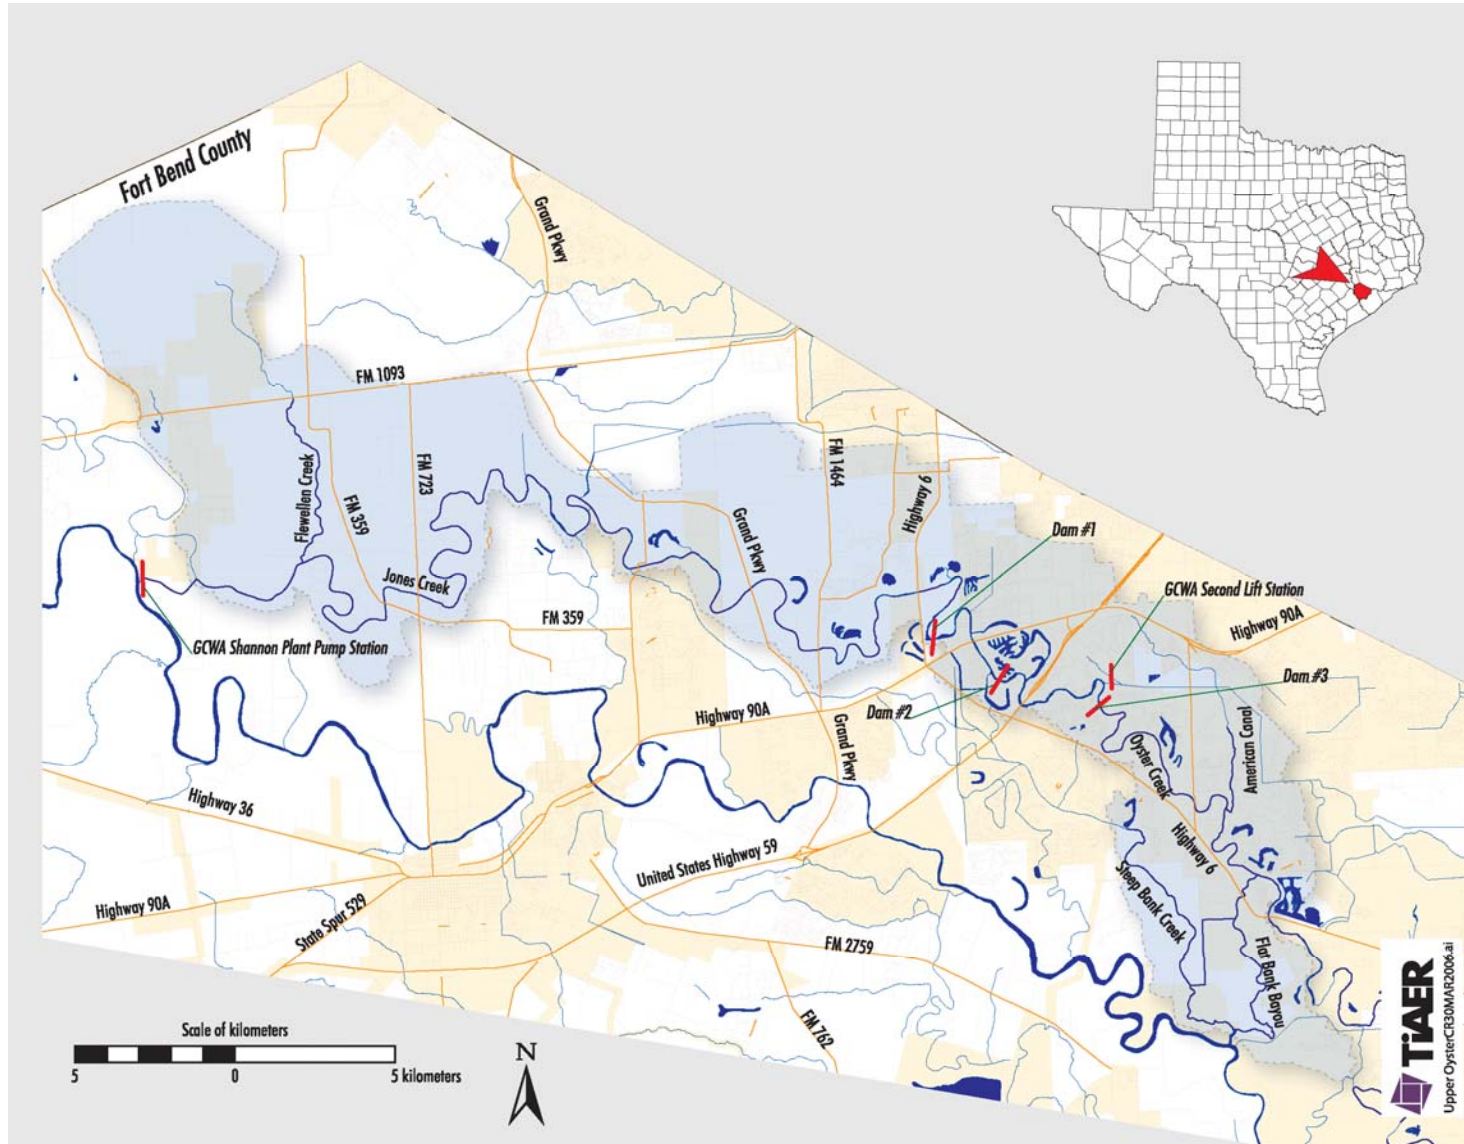 Fort Bend County
Grand Pkwy
FM 1093
Flewellen Creek
FM 359
FM 723
FM 1464
Highway 6
Grand Pkwy
Dam #1
GCWA Second Lift Station
Jones Creek
Highway 90A
FM 359
GCWA Shannon Plant Pump Station
Dam #3
Dam #2
Highway 90A
Grand Pkwy
Oyster Creek
American Canal
Highway 36
Highway 6
United States Highway 59
Steep Bank Creek
Highway 90A
State Spur 529
FM 2759
Flat Bank Bayou
FM 762
Scale of kilometers
5 0 5 kilometers
N
TIAER
Upper OysterCR30MAR2006.ai